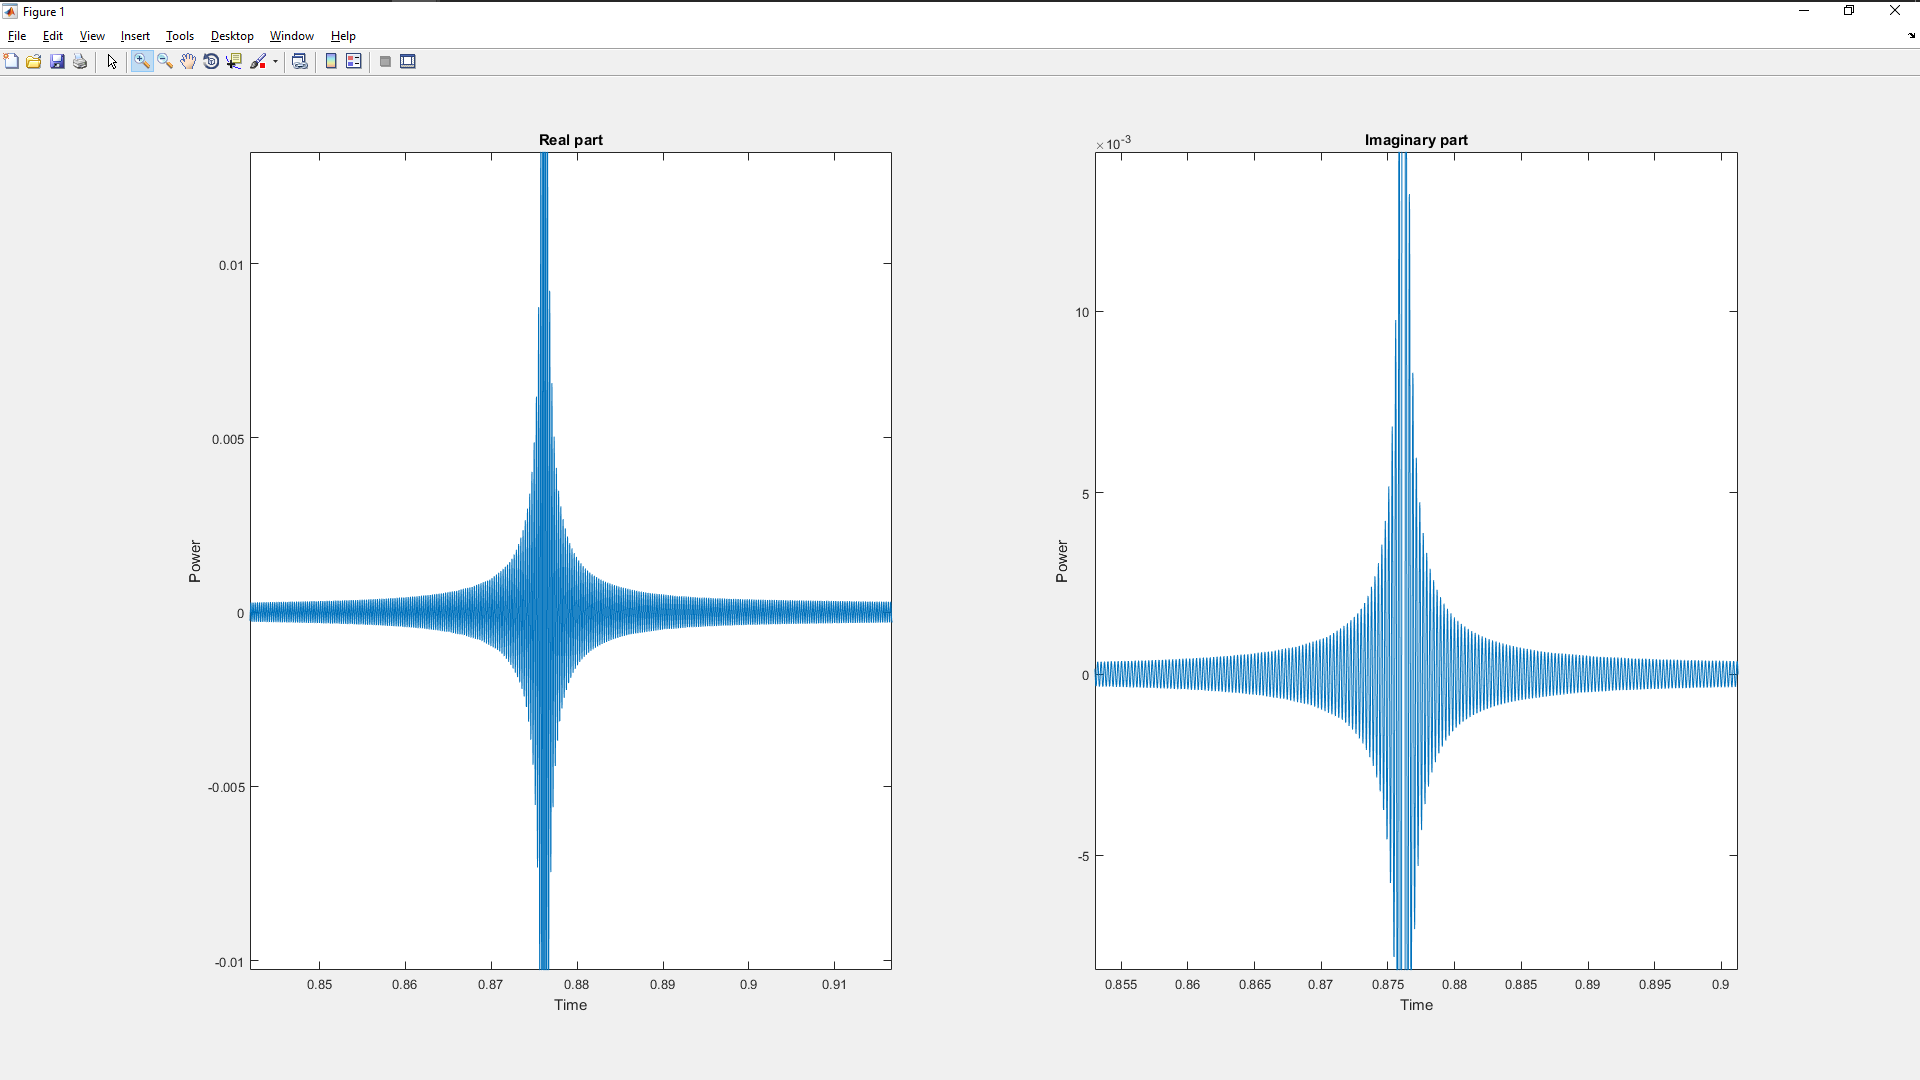 Figure 1
File Edit View Insert Tools Desktop Window Help
Real part
0.01
0.005
0
-0.005
-0.01
Power
0.85 0.86 0.87 0.88 0.89 0.9 0.91
Time
Imaginary part
×10-3
10
5
0
-5
Power
0.855 0.86 0.865 0.87 0.875 0.88 0.885 0.89 0.895 0.9
Time